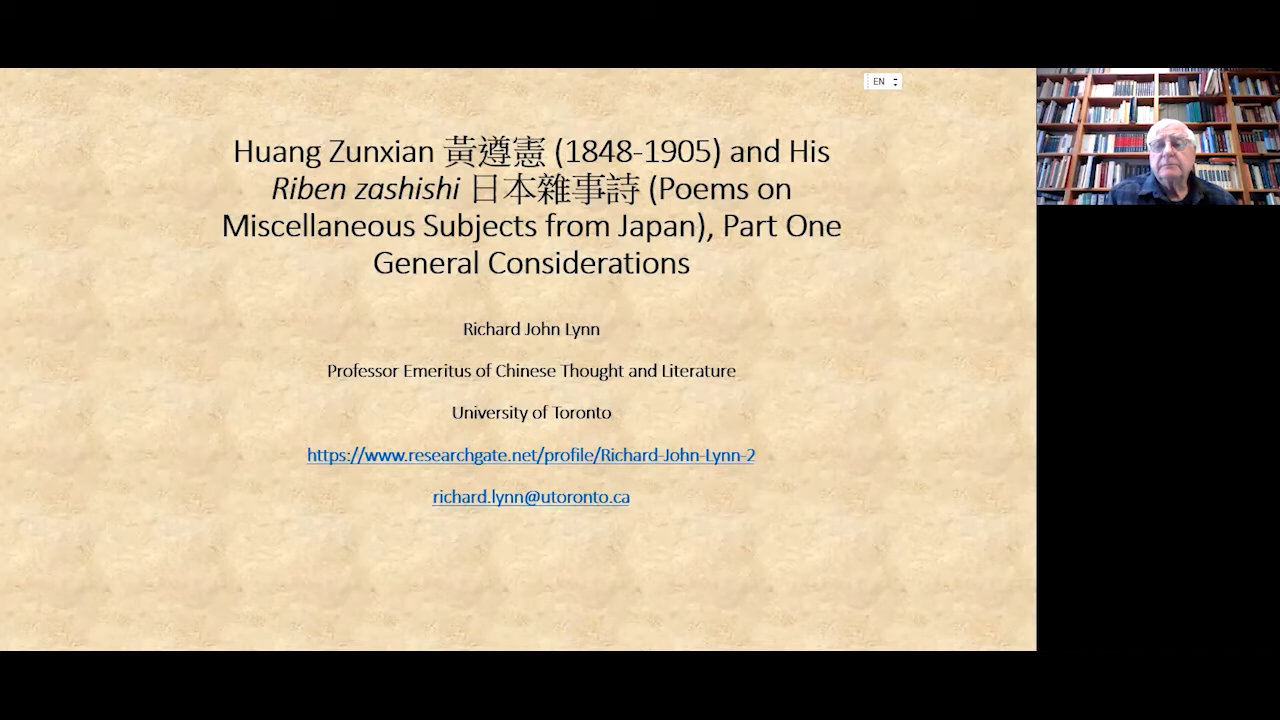 EN
Huang Zunxian 黃遵憲 (1848-1905) and His
Riben zashishi 日本雜事詩 (Poems on
Miscellaneous Subjects from Japan), Part One
General Considerations
Richard John Lynn
Professor Emeritus of Chinese Thought and Literature
University of Toronto
https://www.researchgate.net/profile/Richard-John-Lynn-2
richard.lynn@utoronto.ca